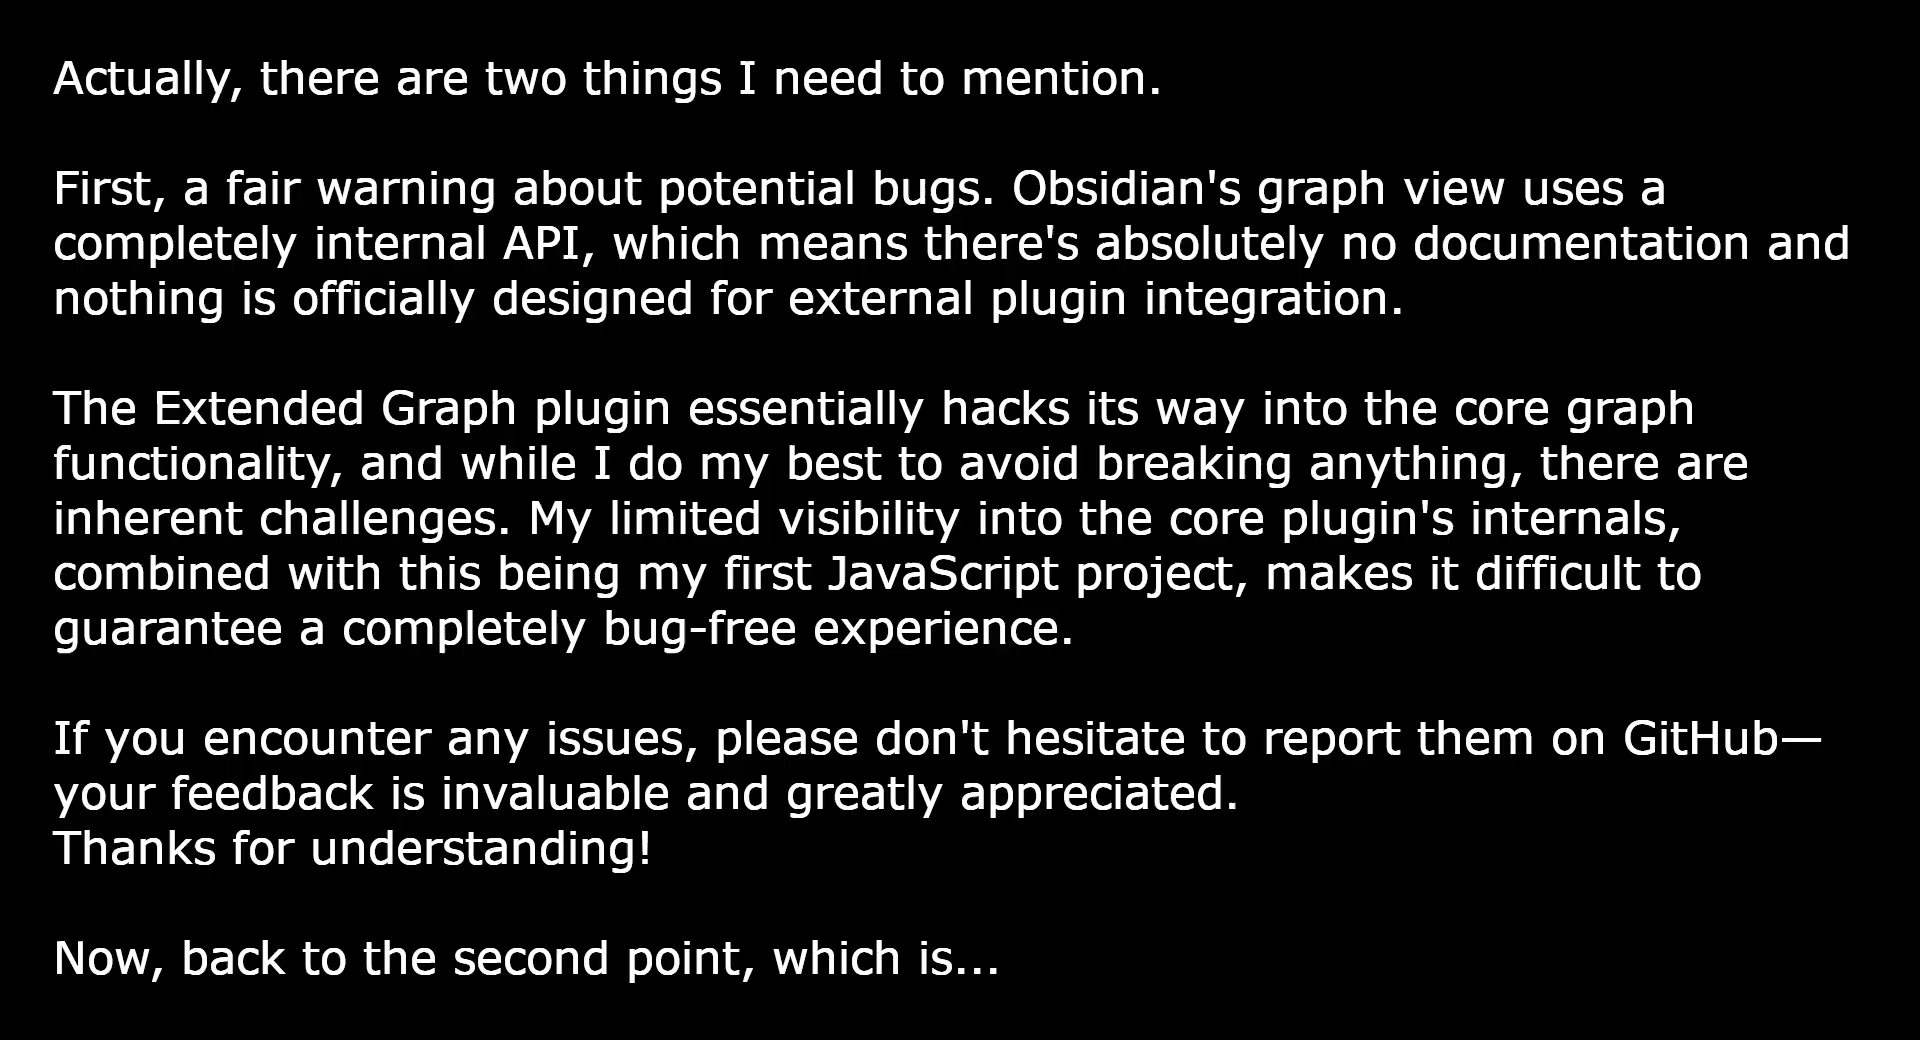 Actually, there are two things I need to mention.
First, a fair warning about potential bugs. Obsidian's graph view uses a
completely internal API, which means there's absolutely no documentation and
nothing is officially designed for external plugin integration.
The Extended Graph plugin essentially hacks its way into the core graph
functionality, and while I do my best to avoid breaking anything, there are
inherent challenges. My limited visibility into the core plugin's internals,
combined with this being my first JavaScript project, makes it difficult to
guarantee a completely bug-free experience.
If you encounter any issues, please don't hesitate to report them on GitHub—
your feedback is invaluable and greatly appreciated.
Thanks for understanding!
Now, back to the second point, which is...